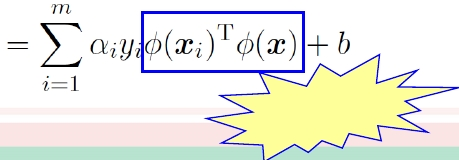 = \sum_{i=1}^{m} \alpha_i y_i \phi(\boldsymbol{x}_i)^{\mathrm{T}} \phi(\boldsymbol{x}) + b